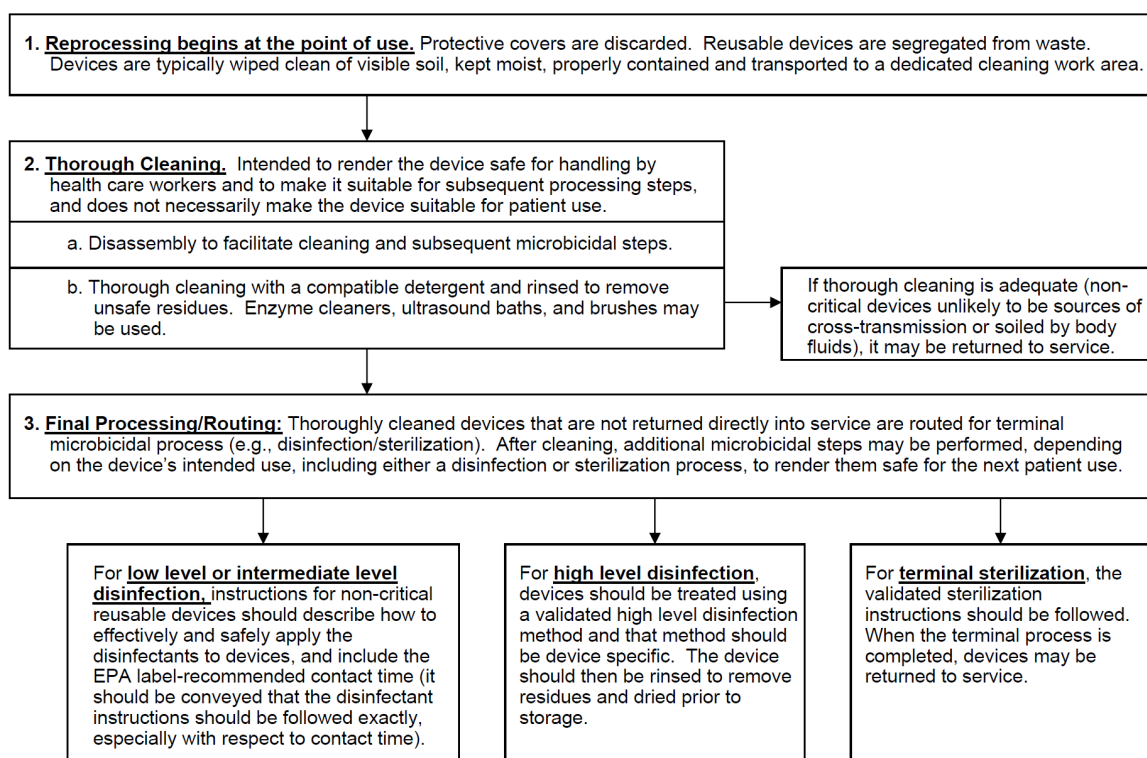 1. Reprocessing begins at the point of use. Protective covers are discarded. Reusable devices are segregated from waste.
Devices are typically wiped clean of visible soil, kept moist, properly contained and transported to a dedicated cleaning work area.
2. Thorough Cleaning. Intended to render the device safe for handling by
health care workers and to make it suitable for subsequent processing steps,
and does not necessarily make the device suitable for patient use.
a. Disassembly to facilitate cleaning and subsequent microbicidal steps.
b. Thorough cleaning with a compatible detergent and rinsed to remove
unsafe residues. Enzyme cleaners, ultrasound baths, and brushes may
be used.
If thorough cleaning is adequate (non-
critical devices unlikely to be sources of
cross-transmission or soiled by body
fluids), it may be returned to service.
3. Final Processing/Routing: Thoroughly cleaned devices that are not returned directly into service are routed for terminal
microbicidal process (e.g., disinfection/sterilization). After cleaning, additional microbicidal steps may be performed, depending
on the device's intended use, including either a disinfection or sterilization process, to render them safe for the next patient use.
For low level or intermediate level
disinfection, instructions for non-critical
reusable devices should describe how to
effectively and safely apply the
disinfectants to devices, and include the
EPA label-recommended contact time (it
should be conveyed that the disinfectant
instructions should be followed exactly,
especially with respect to contact time).
For high level disinfection,
devices should be treated using
a validated high level disinfection
method and that method should
be device specific. The device
should then be rinsed to remove
residues and dried prior to
storage.
For terminal sterilization, the
validated sterilization
instructions should be followed.
When the terminal process is
completed, devices may be
returned to service.